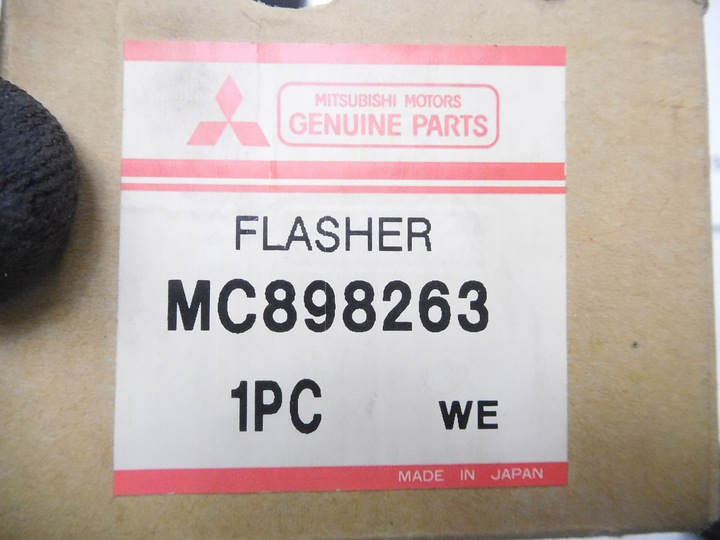 MITSUBISHI MOTORS
GENUINE PARTS
FLASHER
MC898263
1PC WE
MADE IN JAPAN